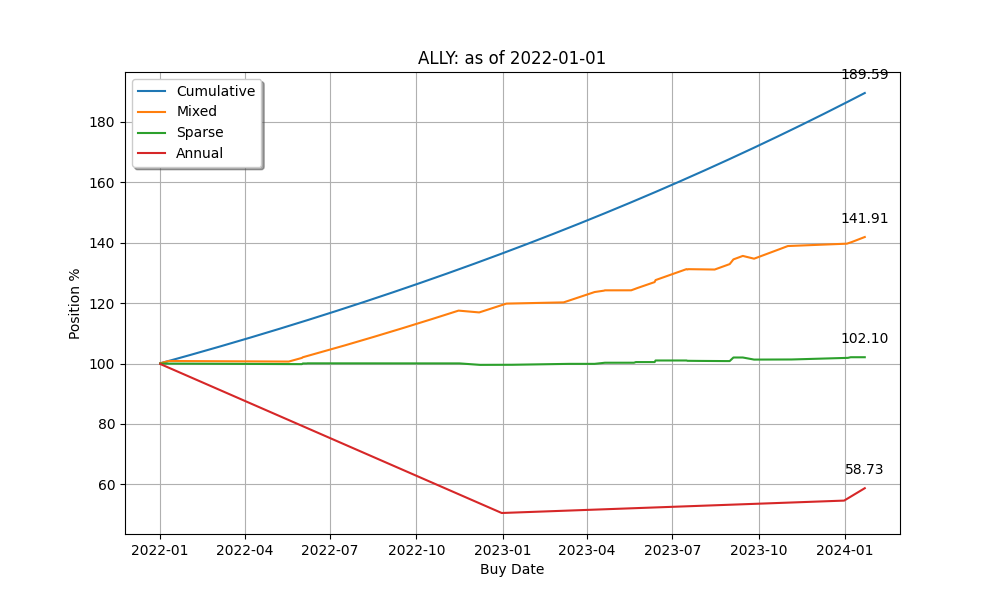 ALLY: as of 2022-01-01
189.59
Cumulative
Mixed
Sparse
Annual
180
160
141.91
140
120
102.10
100
80
58.73
60
Position %
2022-01 2022-04 2022-07 2022-10 2023-01 2023-04 2023-07 2023-10 2024-01
Buy Date